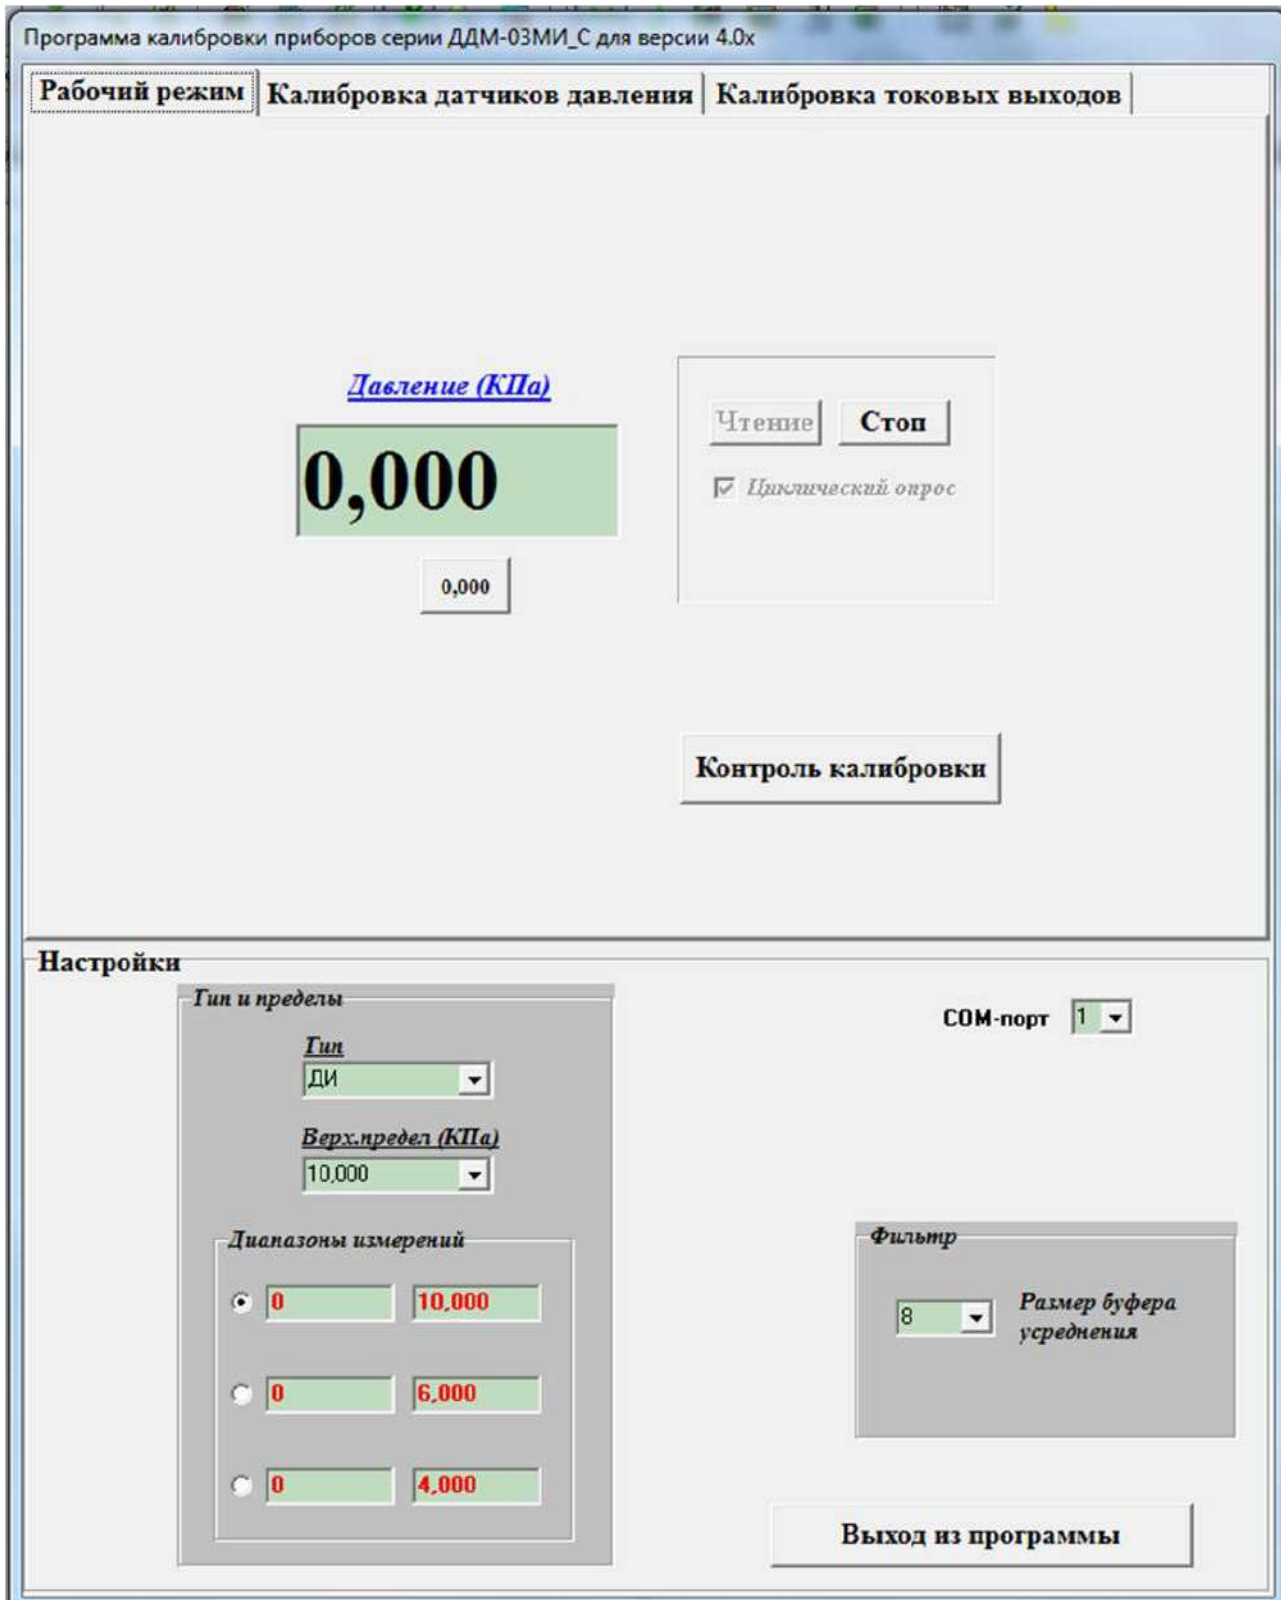 Программа калибровки приборов серии ДДМ-03МИ_С для версии 4.0x
Рабочий режим Калибровка датчиков давления Калибровка токовых выходов
Давление (КПа)
0,000
0,000
Чтение Стоп
Циклический опрос
Контроль калибровки
Настройки
Тип и пределы
Тип
ДИ
Верх.предел (КПа)
10,000
Диапазоны измерений
0 10,000
0 6,000
0 4,000
COM-порт 1
Фильтр
8 Размер буфера
усреднения
Выход из программы